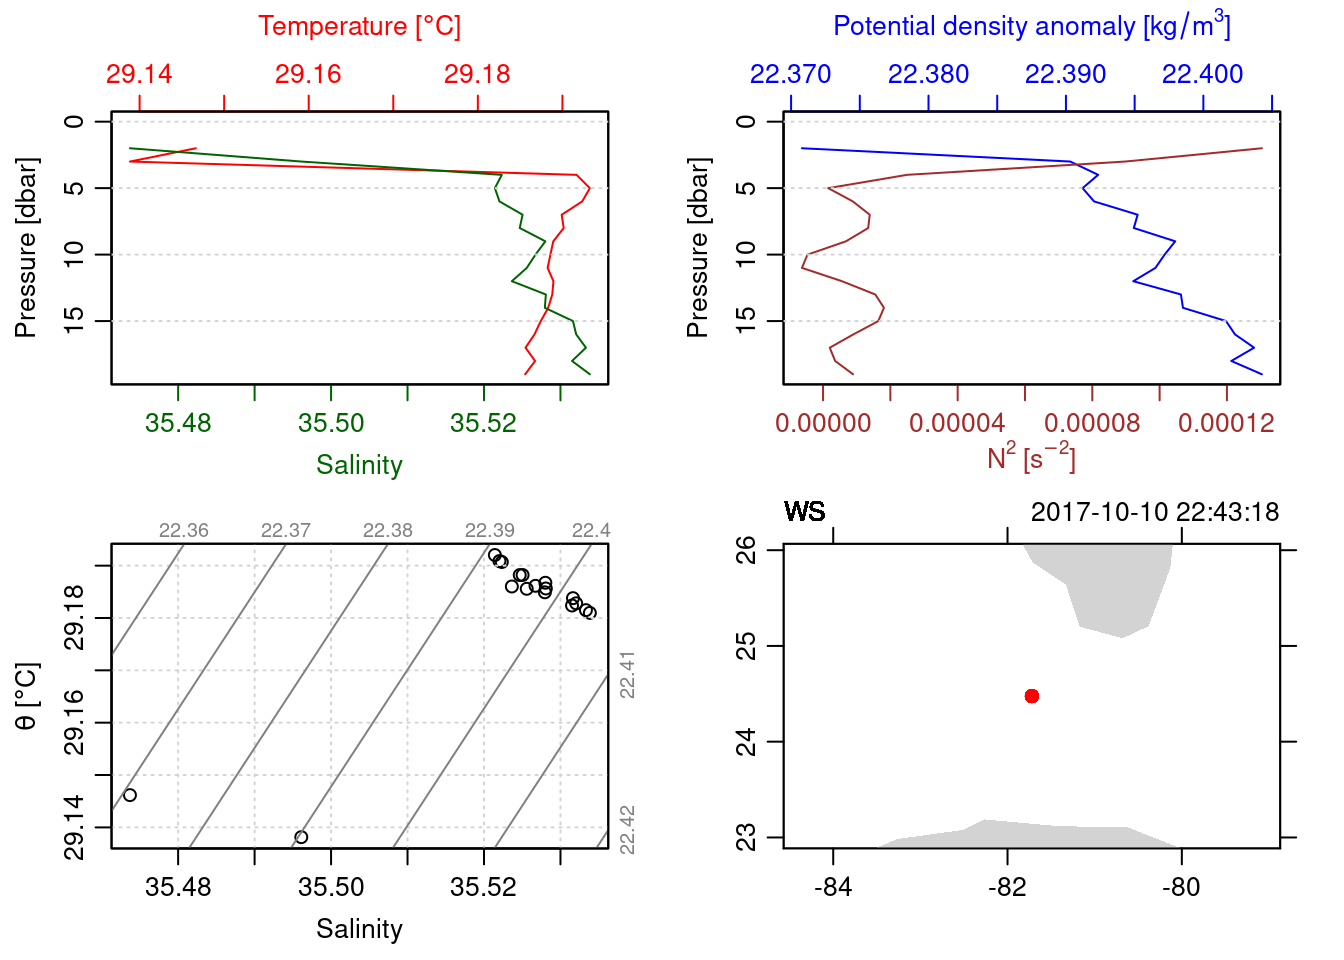 Temperature [°C]
29.14 29.16 29.18
0
5
10
15
Pressure [dbar]
35.48 35.50 35.52
Salinity
Potential density anomaly [kg/m³]
22.370 22.380 22.390 22.400
0
5
10
15
Pressure [dbar]
0.00000 0.00004 0.00008 0.00012
N² [s⁻²]
22.36 22.37 22.38 22.39 22.4
22.41
22.42
29.18
29.16
29.14
θ [°C]
35.48 35.50 35.52
Salinity
WS 2017-10-10 22:43:18
26
25
24
23
-84 -82 -80